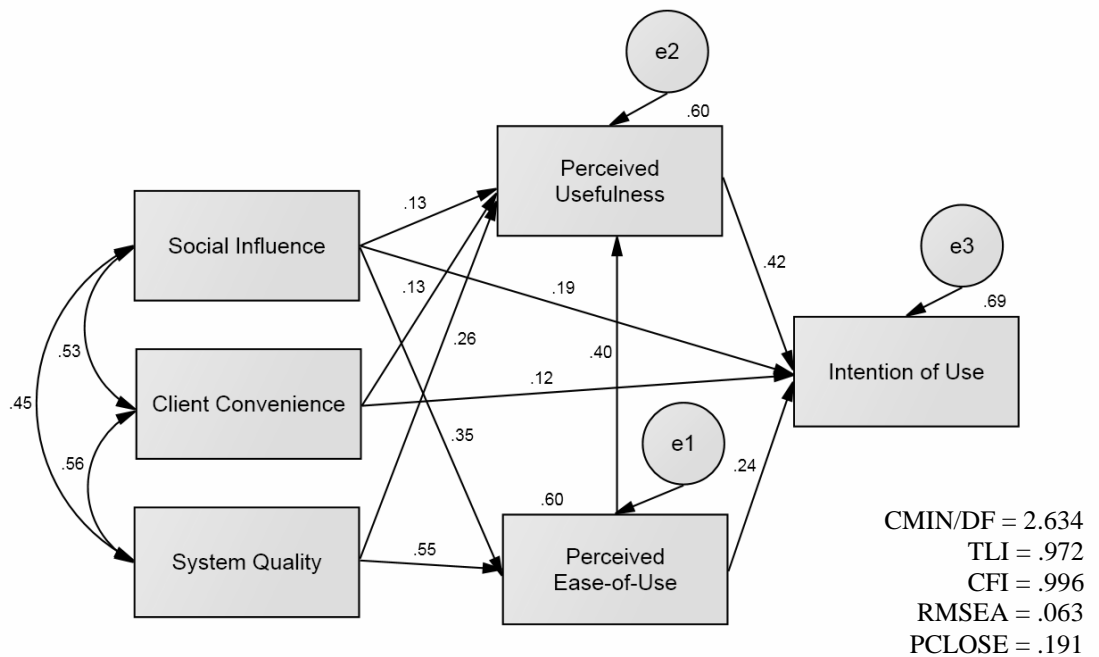 e2
.60
Perceived
Usefulness
.13
Social Influence
e3
.42
.13
.19
.69
.26
.53
.40
Intention of Use
.12
Client Convenience
.45
.35
e1
.56
.24
.60
CMIN/DF = 2.634
.55
Perceived
Ease-of-Use
System Quality
TLI = .972
CFI = .996
RMSEA = .063
PCLOSE = .191